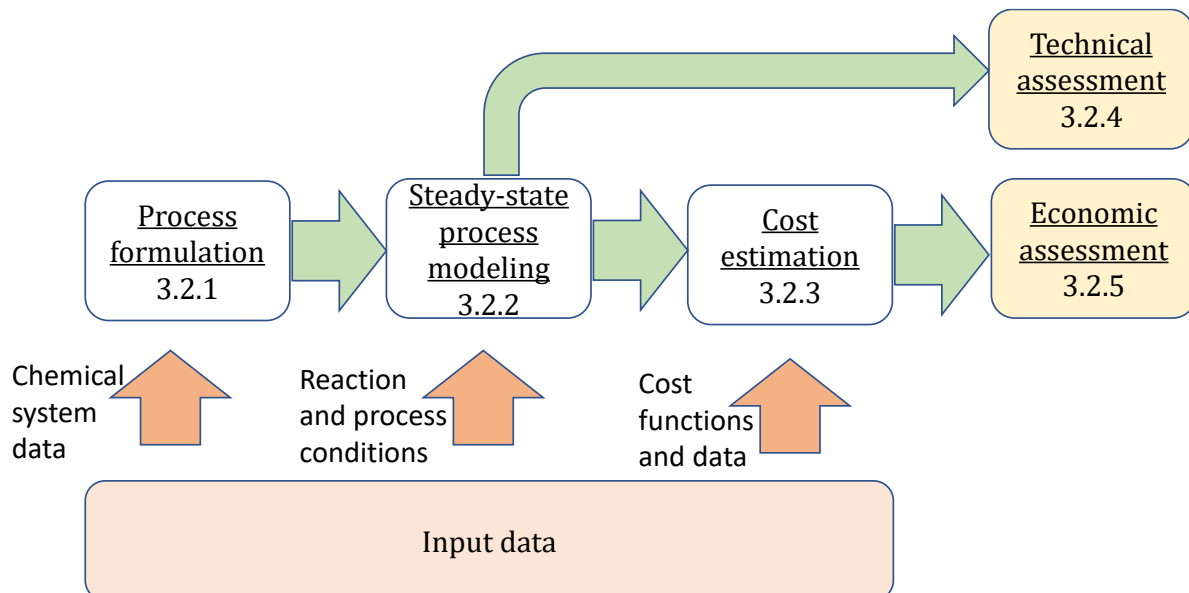 Technical
assessment
3.2.4
Process
formulation
3.2.1
Steady-state
process
modeling
3.2.2
Cost
estimation
3.2.3
Economic
assessment
3.2.5
Chemical
system
data
Reaction
and process
conditions
Cost
functions
and data
Input data